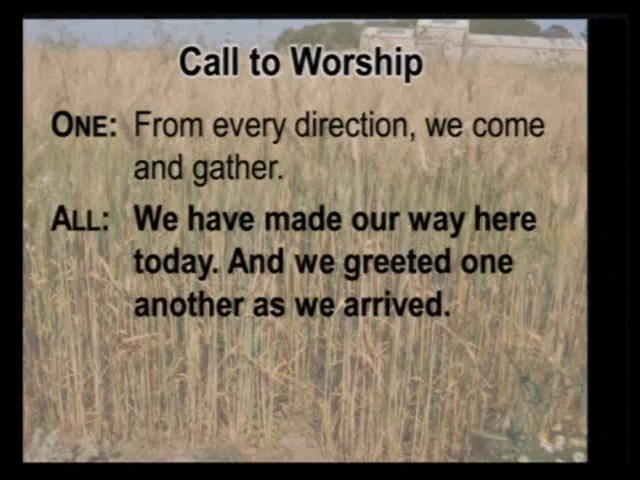 Call to Worship
ONE: From every direction, we come
and gather.
ALL: We have made our way here
today. And we greeted one
another as we arrived.